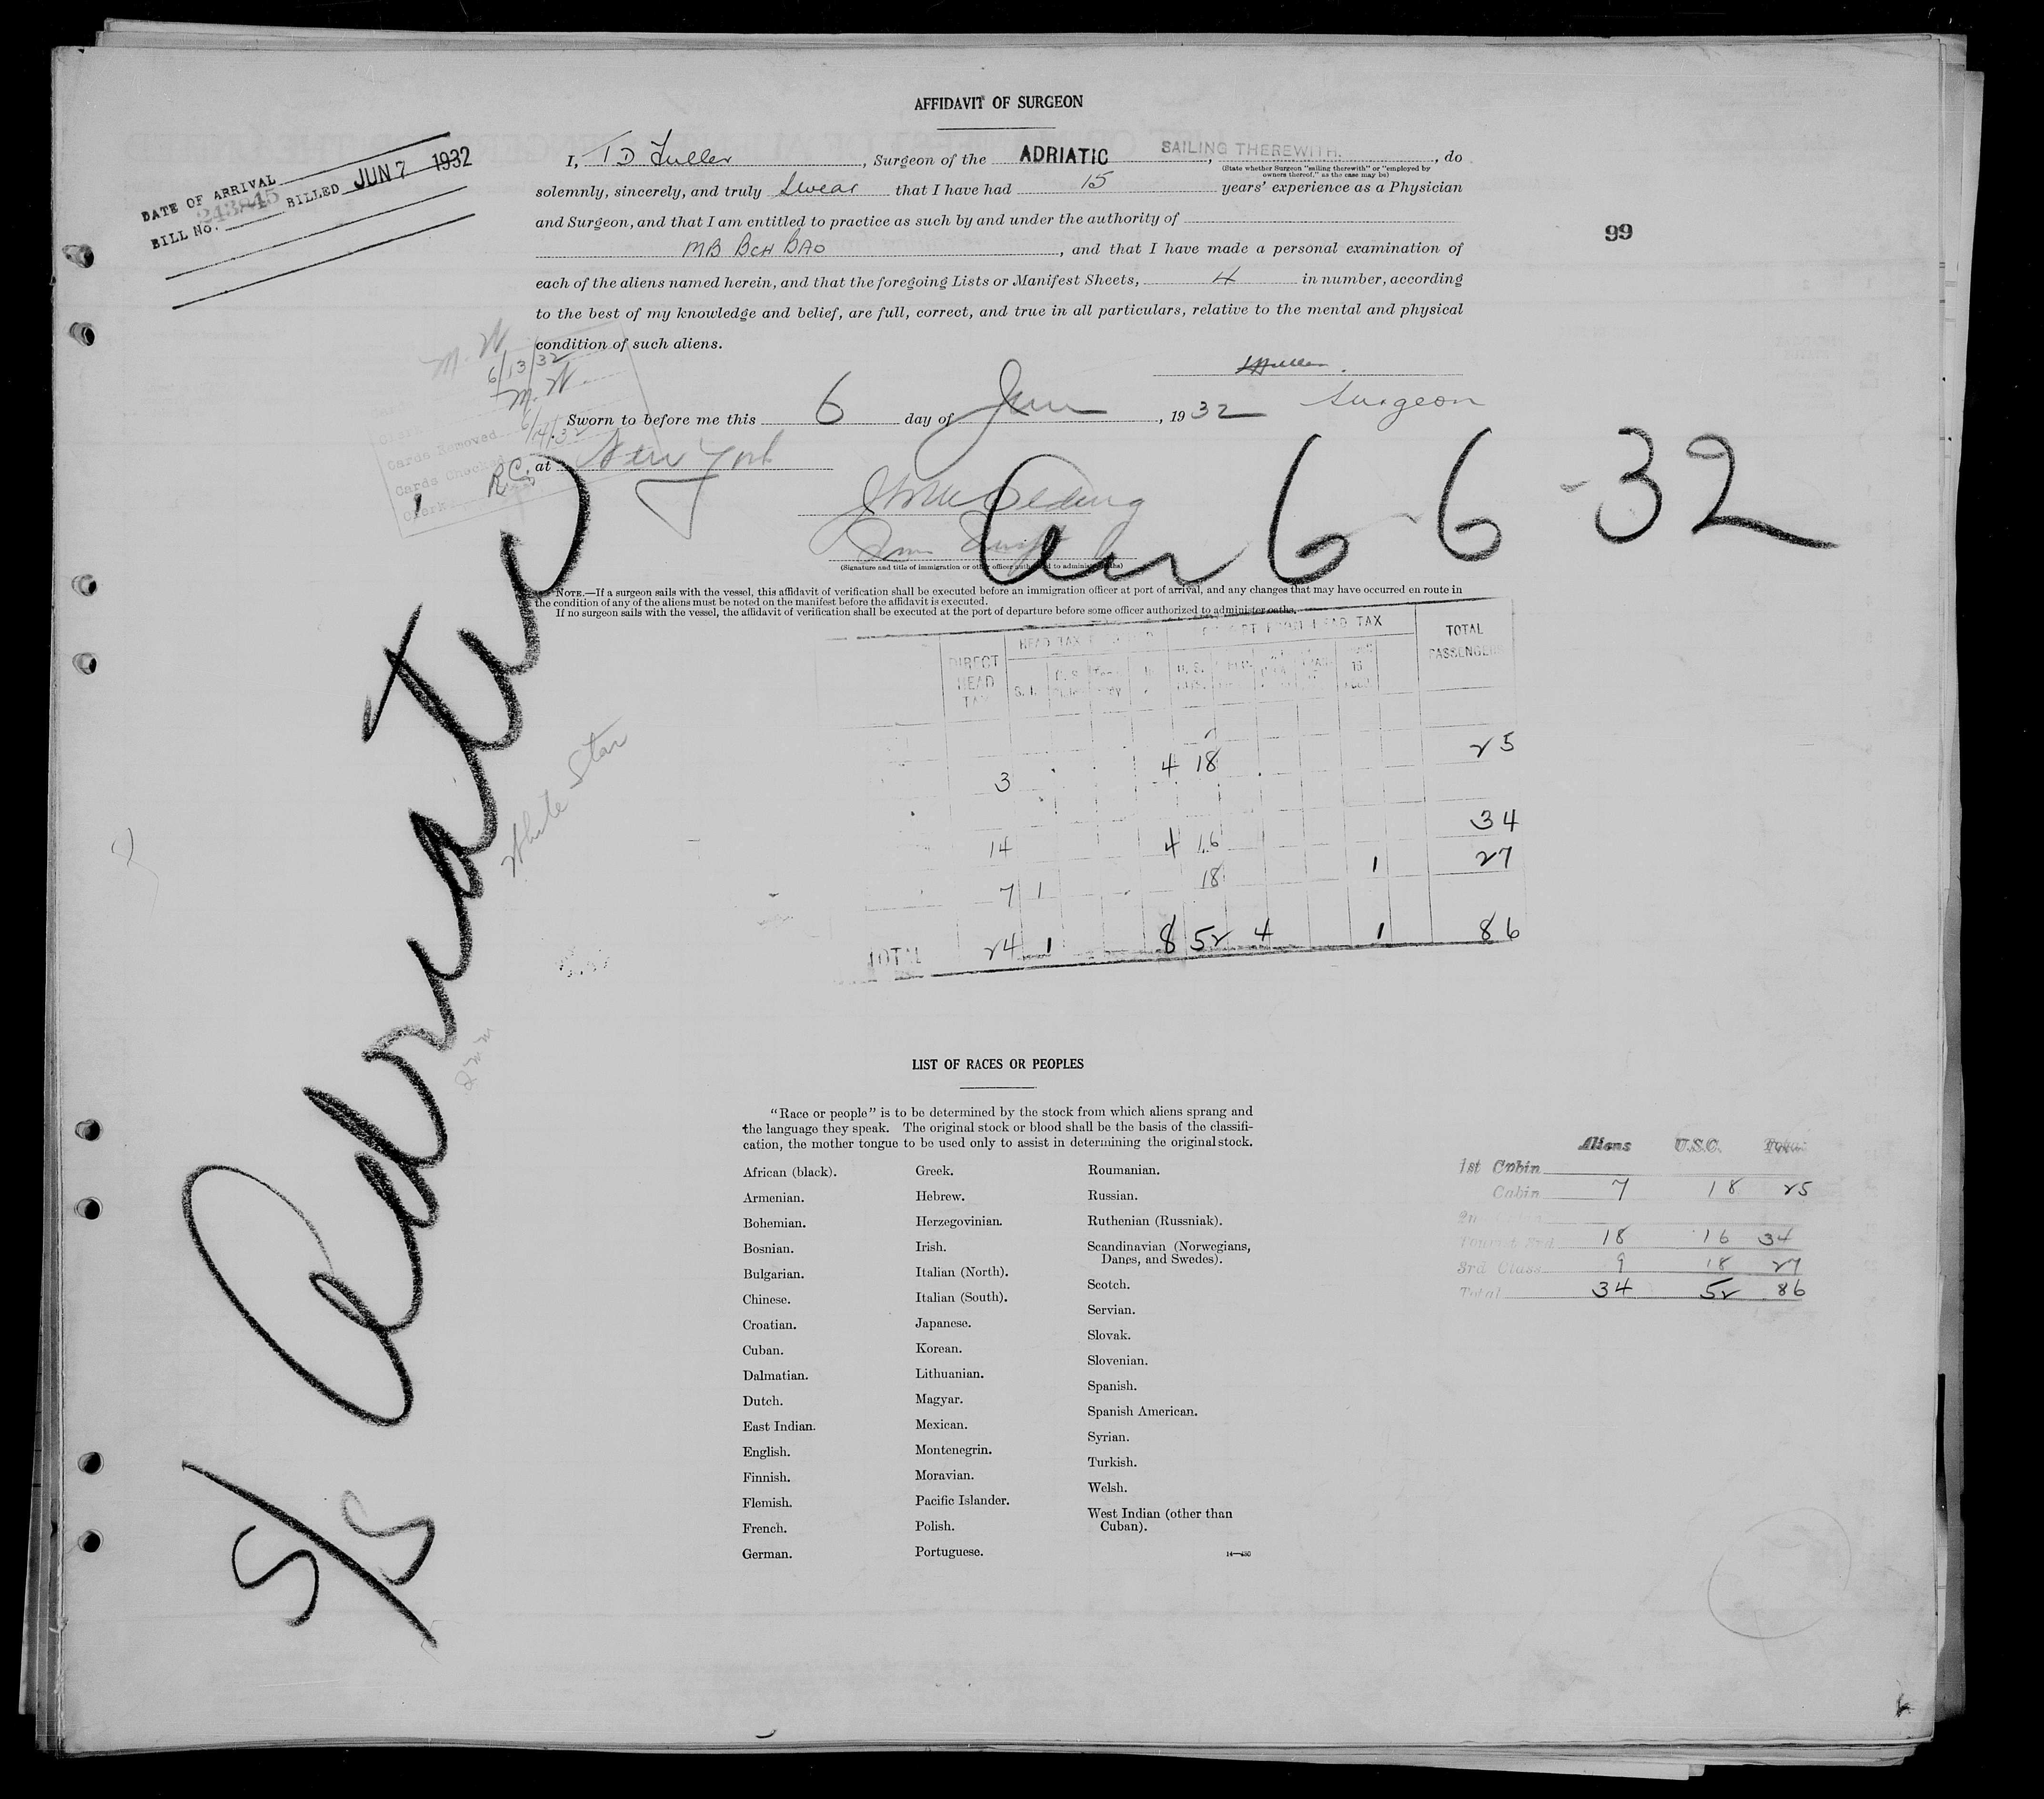 AFFIDAVIT OF SURGEON
DATE OF ARRIVAL
BILL No. 243845 BILLED JUN 7 1932
I, T D Fuller, Surgeon of the ADRIATIC, SAILING THEREWITH., do
(State whether Surgeon "sailing therewith" or "employed by
owners thereof," as the case may be)
solemnly, sincerely, and truly Swear that I have had 15 years' experience as a Physician
and Surgeon, and that I am entitled to practice as such by and under the authority of
MB BCH BAO, and that I have made a personal examination of
99
each of the aliens named herein, and that the foregoing Lists or Manifest Sheets, 4 in number, according
to the best of my knowledge and belief, are full, correct, and true in all particulars, relative to the mental and physical
condition of such aliens.
Surgeon
Sworn to before me this 6 day of June, 1932
at New York
M. W.
6/13/32
M. W.
6/14/32
Clerk
Cards Removed
Cards Checked
Clerk
R.C.
6-6-32
(Signature and title of immigration or other officer authorized to administer oaths)
NOTE.—If a surgeon sails with the vessel, this affidavit of verification shall be executed before an immigration officer at port of arrival, and any changes that may have occurred en route in
the condition of any of the aliens must be noted on the manifest before the affidavit is executed.
If no surgeon sails with the vessel, the affidavit of verification shall be executed at the port of departure before some officer authorized to administer oaths.
S/S Adriatic
White Star
DIRECT HEAD TAX
HEAD TAX
S. I.
U. S.
FROM HEAD TAX
TOTAL PASSENGERS
3 4 18 25
14 4 16 34
7 1 18 1 27
TOTAL 24 1 8 52 4 1 86
LIST OF RACES OR PEOPLES
"Race or people" is to be determined by the stock from which aliens sprang and
the language they speak. The original stock or blood shall be the basis of the classifi-
cation, the mother tongue to be used only to assist in determining the original stock.
African (black).
Armenian.
Bohemian.
Bosnian.
Bulgarian.
Chinese.
Croatian.
Cuban.
Dalmatian.
Dutch.
East Indian.
English.
Finnish.
Flemish.
French.
German.
Greek.
Hebrew.
Herzegovinian.
Irish.
Italian (North).
Italian (South).
Japanese.
Korean.
Lithuanian.
Magyar.
Mexican.
Montenegrin.
Moravian.
Pacific Islander.
Polish.
Portuguese.
Roumanian.
Russian.
Ruthenian (Russniak).
Scandinavian (Norwegians,
Danes, and Swedes).
Scotch.
Servian.
Slovak.
Slovenian.
Spanish.
Spanish American.
Syrian.
Turkish.
Welsh.
West Indian (other than
Cuban).
Aliens U.S.C. Total
1st Cabin
Cabin 7 18 25
Tourist 3rd 18 16 34
3rd Class 9 18 27
Total 34 52 86